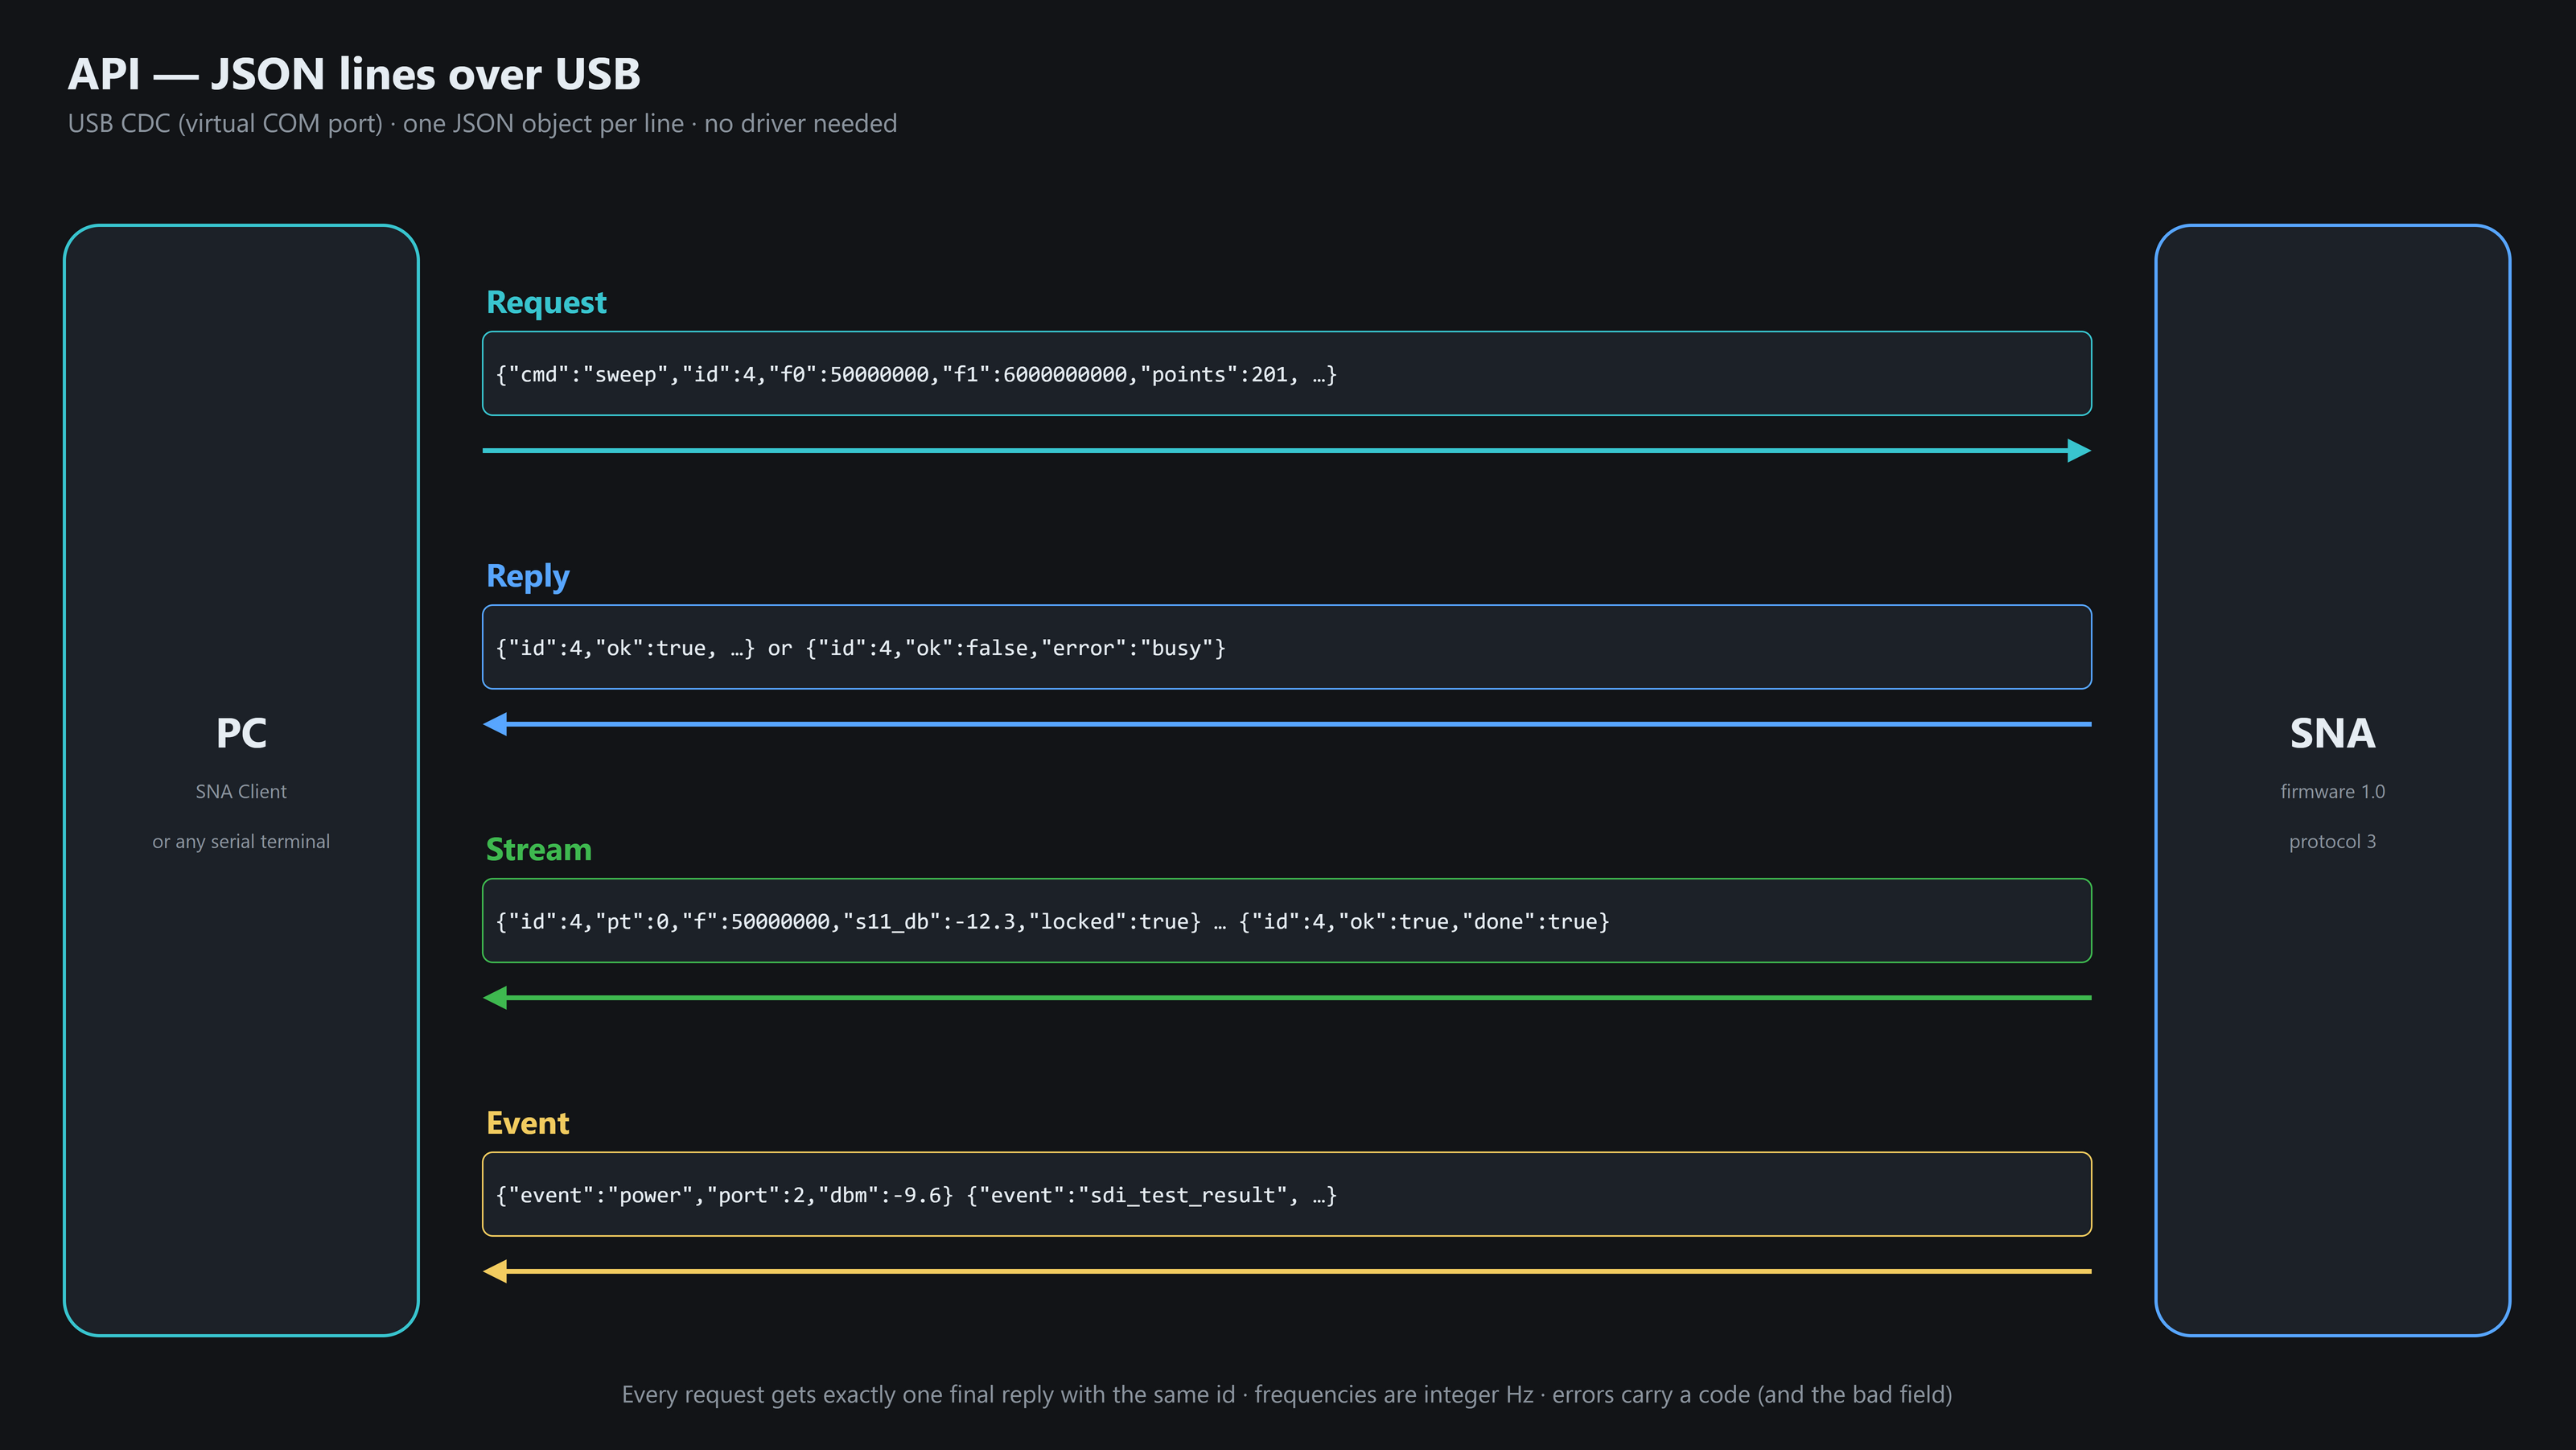 API — JSON lines over USB
USB CDC (virtual COM port) · one JSON object per line · no driver needed
Request
{"cmd":"sweep","id":4,"f0":50000000,"f1":6000000000,"points":201, …}
Reply
{"id":4,"ok":true, …} or {"id":4,"ok":false,"error":"busy"}
PC
SNA Client
or any serial terminal
SNA
firmware 1.0
protocol 3
Stream
{"id":4,"pt":0,"f":50000000,"s11_db":-12.3,"locked":true} … {"id":4,"ok":true,"done":true}
Event
{"event":"power","port":2,"dbm":-9.6} {"event":"sdi_test_result", …}
Every request gets exactly one final reply with the same id · frequencies are integer Hz · errors carry a code (and the bad field)